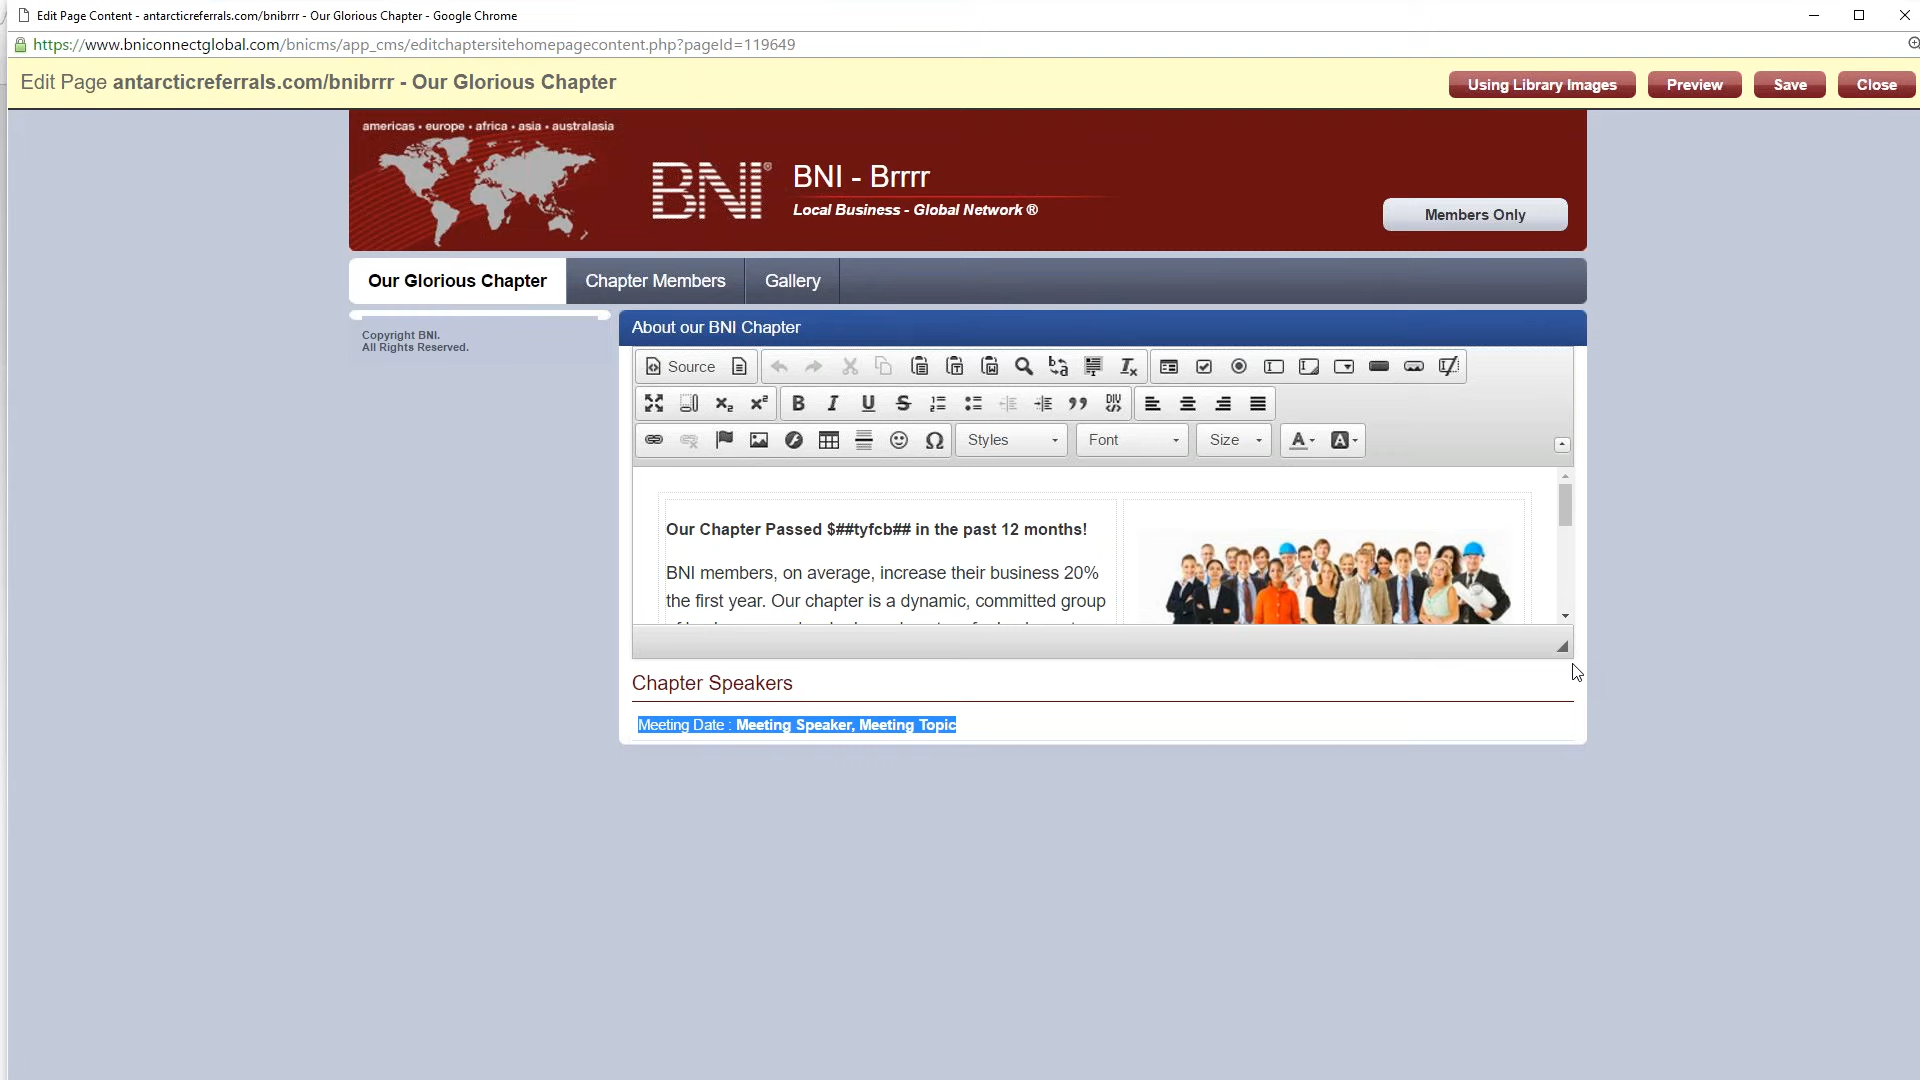 Edit Page Content - antarcticreferrals.com/bnibrrr - Our Glorious Chapter - Google Chrome
https://www.bniconnectglobal.com/bnicms/app_cms/editchaptersitehomepagecontent.php?pageId=119649
Edit Page antarcticreferrals.com/bnibrrr - Our Glorious Chapter
Using Library Images Preview Save Close
americas • europe • africa • asia • australasia
BNI® BNI - Brrrr
Local Business - Global Network ®
Members Only
Our Glorious Chapter Chapter Members Gallery
Copyright BNI.
All Rights Reserved.
About our BNI Chapter
Source
Styles Font Size
Our Chapter Passed $##tyfcb## in the past 12 months!
BNI members, on average, increase their business 20%
the first year. Our chapter is a dynamic, committed group
Chapter Speakers
Meeting Date : Meeting Speaker, Meeting Topic